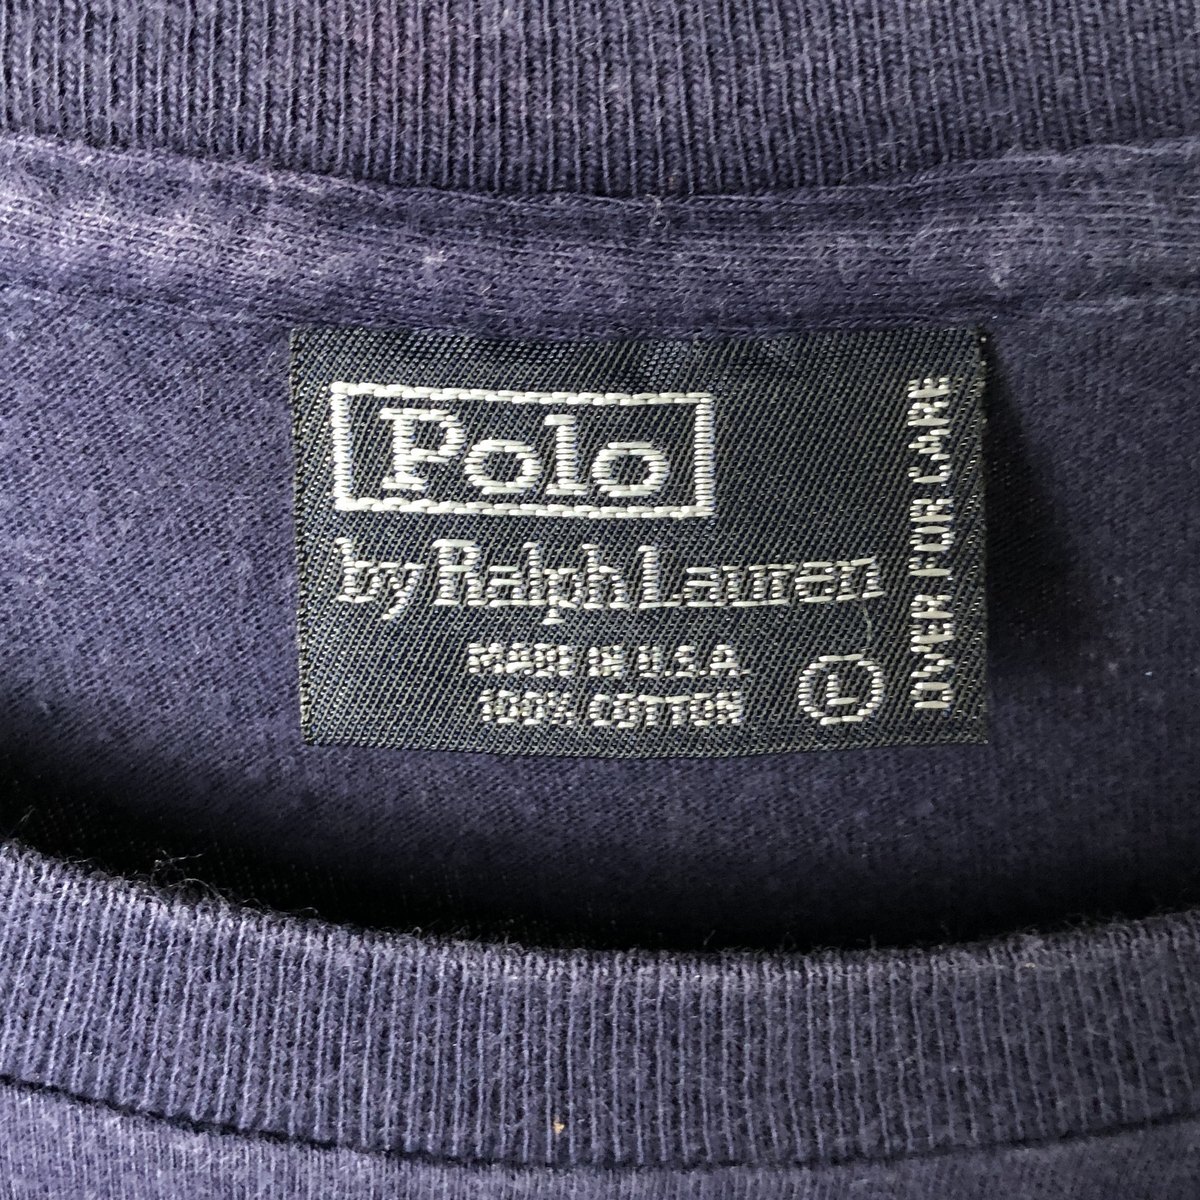 Polo
by Ralph Lauren
MADE IN U.S.A.
100% COTTON
L
OVER FOR CARE